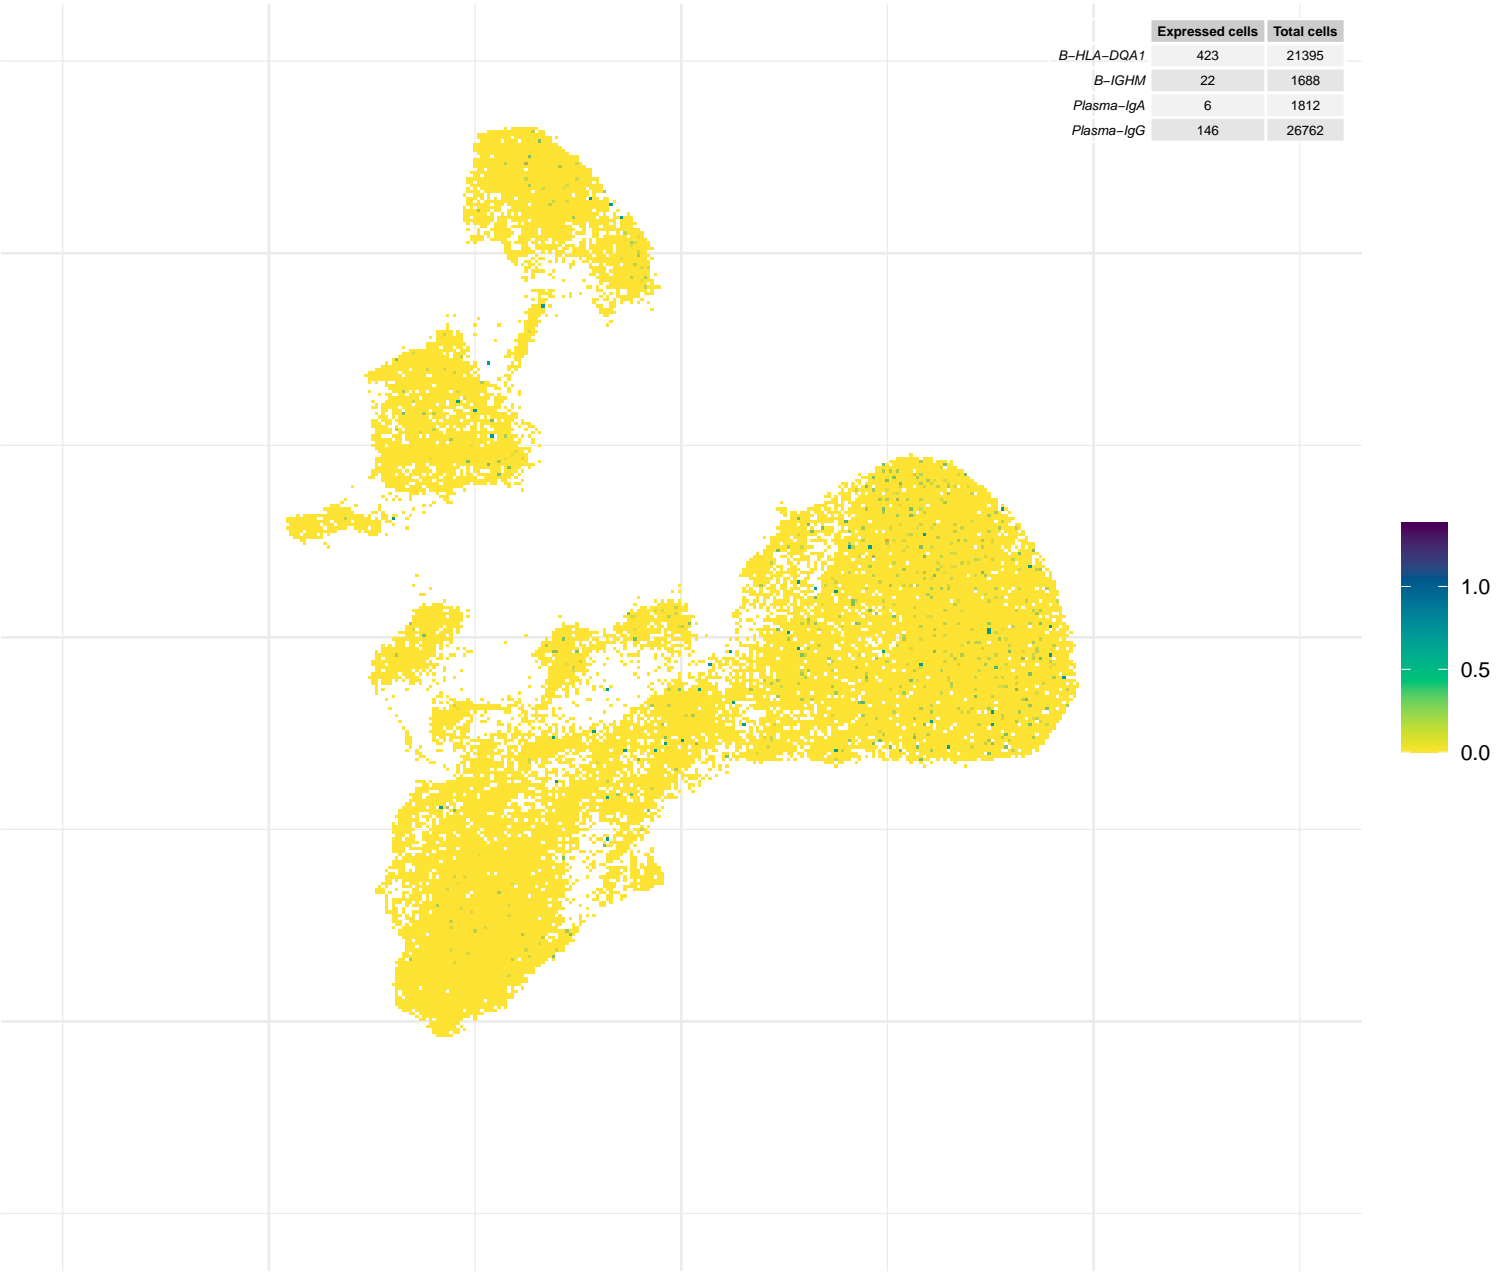 Expressed cells Total cells
B-HLA-DQA1 423 21395
B-IGHM 22 1688
Plasma-IgA 6 1812
Plasma-IgG 146 26762
1.0
0.5
0.0